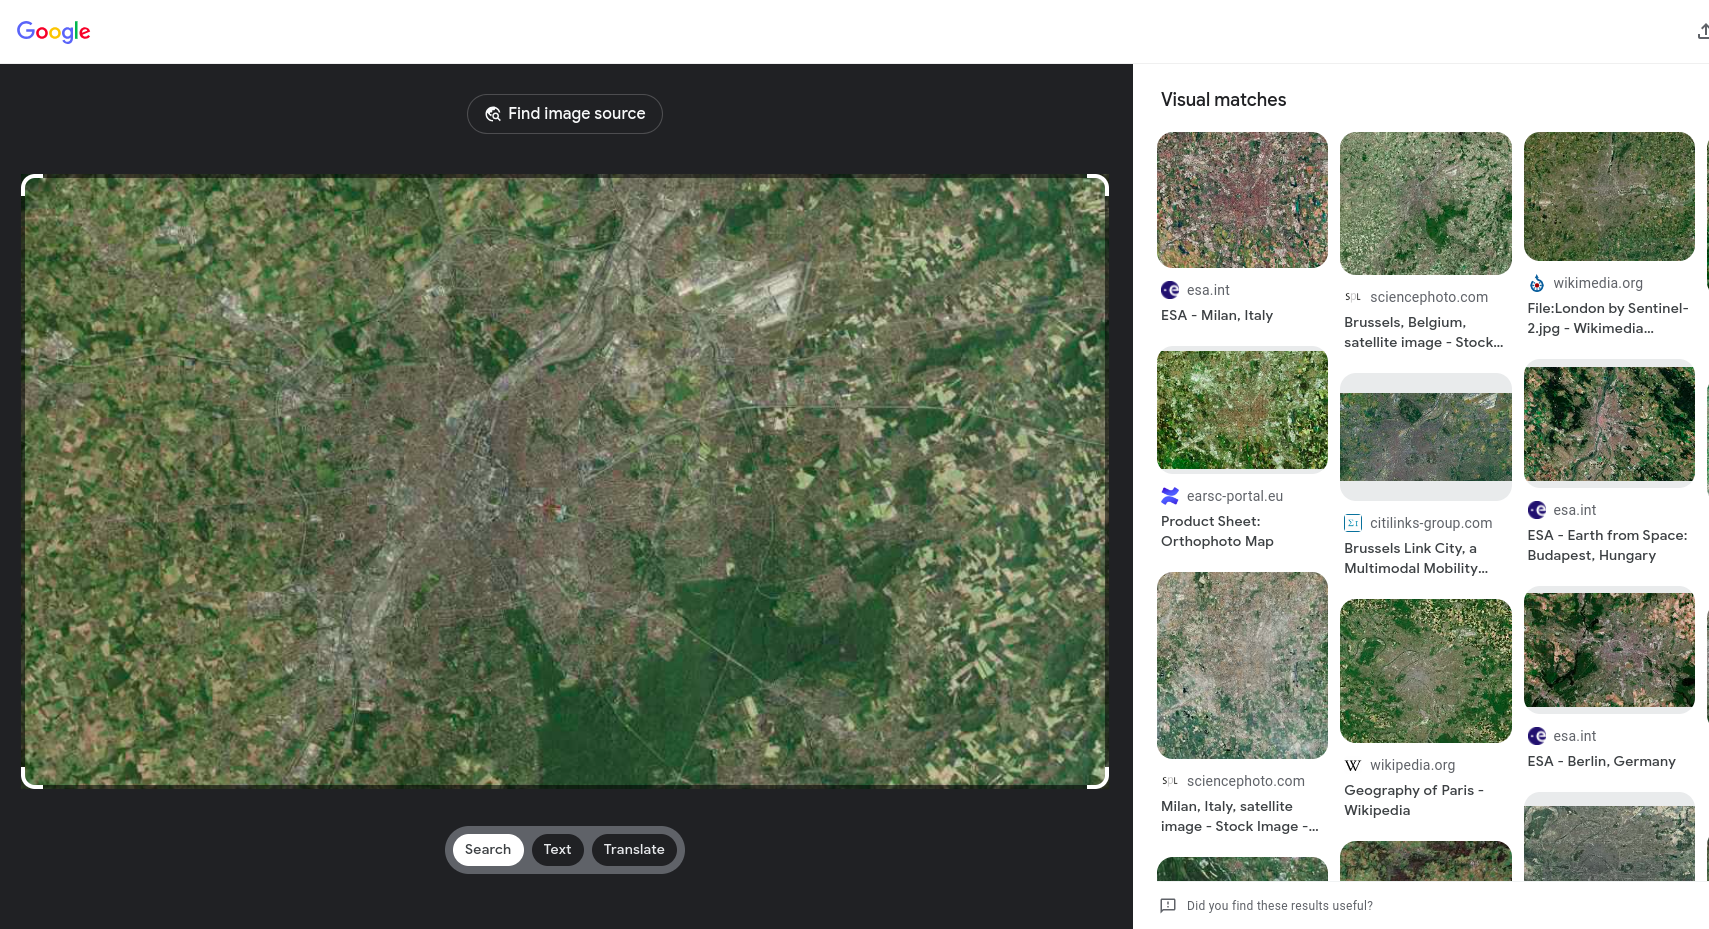 Google
Find image source
Visual matches
esa.int
ESA - Milan, Italy
earsc-portal.eu
Product Sheet:
Orthophoto Map
SPL sciencephoto.com
Milan, Italy, satellite
image - Stock Image -...
SPL sciencephoto.com
Brussels, Belgium,
satellite image - Stock...
citilinks-group.com
Brussels Link City, a
Multimodal Mobility...
W wikipedia.org
Geography of Paris -
Wikipedia
wikimedia.org
File:London by Sentinel-
2.jpg - Wikimedia...
esa.int
ESA - Earth from Space:
Budapest, Hungary
esa.int
ESA - Berlin, Germany
Search Text Translate
Did you find these results useful?